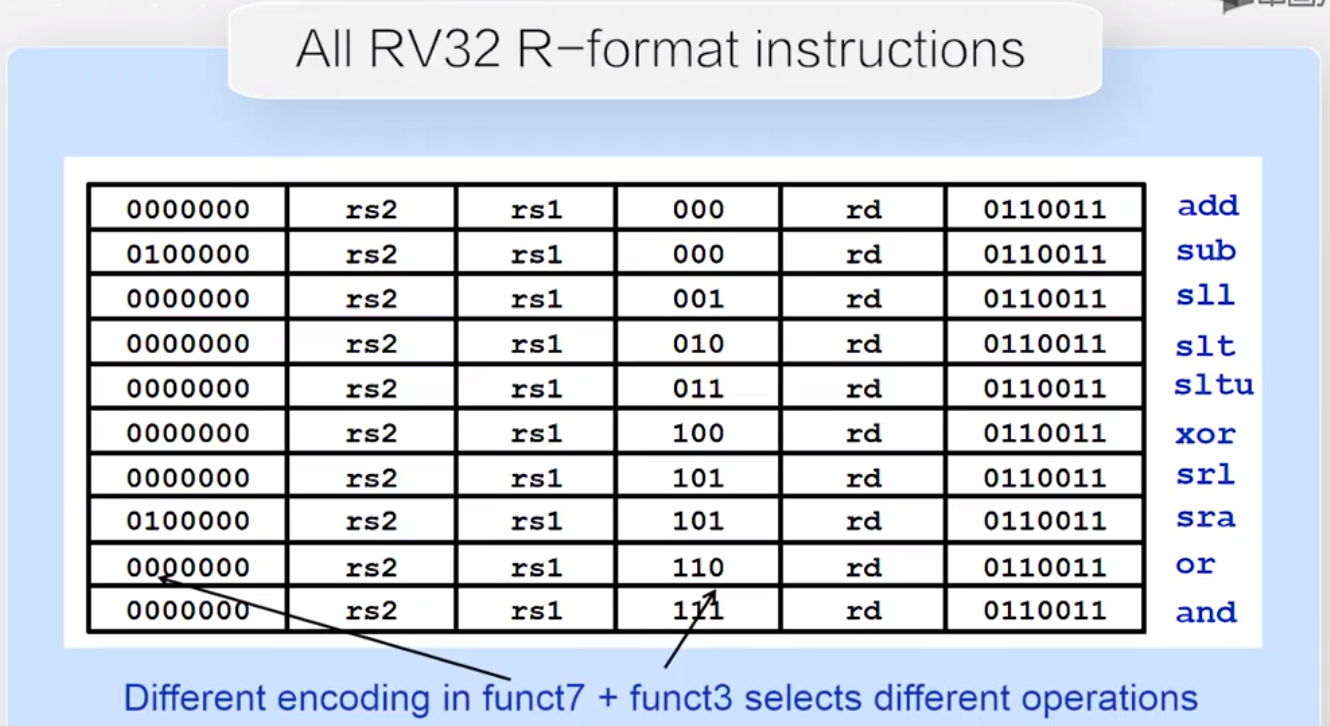 All RV32 R-format instructions
0000000 rs2 rs1 000 rd 0110011 add
0100000 rs2 rs1 000 rd 0110011 sub
0000000 rs2 rs1 001 rd 0110011 sll
0000000 rs2 rs1 010 rd 0110011 slt
0000000 rs2 rs1 011 rd 0110011 sltu
0000000 rs2 rs1 100 rd 0110011 xor
0000000 rs2 rs1 101 rd 0110011 srl
0100000 rs2 rs1 101 rd 0110011 sra
0000000 rs2 rs1 110 rd 0110011 or
0000000 rs2 rs1 111 rd 0110011 and
Different encoding in funct7 + funct3 selects different operations